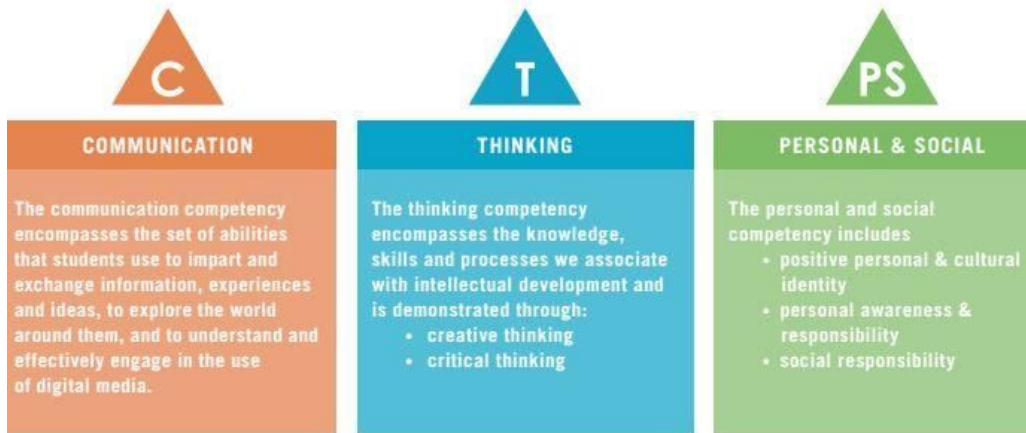 C
COMMUNICATION
The communication competency
encompasses the set of abilities
that students use to impart and
exchange information, experiences
and ideas, to explore the world
around them, and to understand and
effectively engage in the use
of digital media.
T
THINKING
The thinking competency
encompasses the knowledge,
skills and processes we associate
with intellectual development and
is demonstrated through:
• creative thinking
• critical thinking
PS
PERSONAL & SOCIAL
The personal and social
competency includes
• positive personal & cultural
identity
• personal awareness &
responsibility
• social responsibility